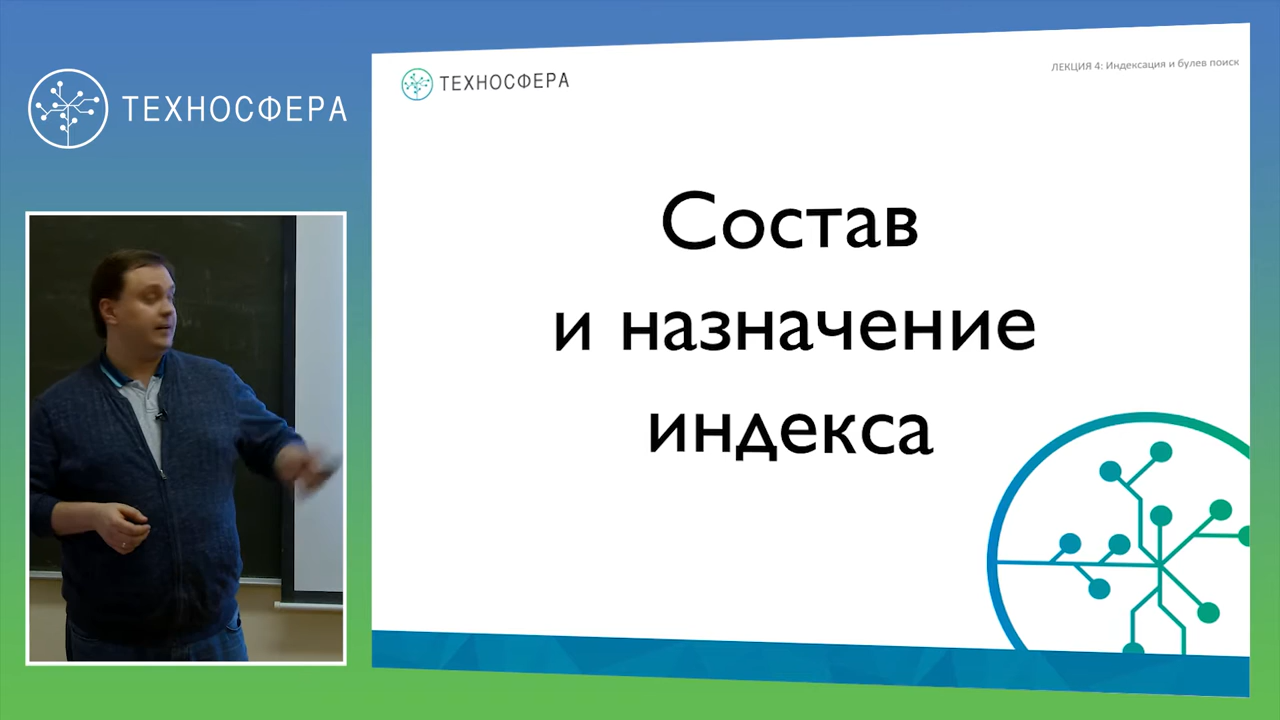 ТЕХНОСФЕРА
ТЕХНОСФЕРА
ЛЕКЦИЯ 4: Индексация и булев поиск
Состав
и назначение
индекса